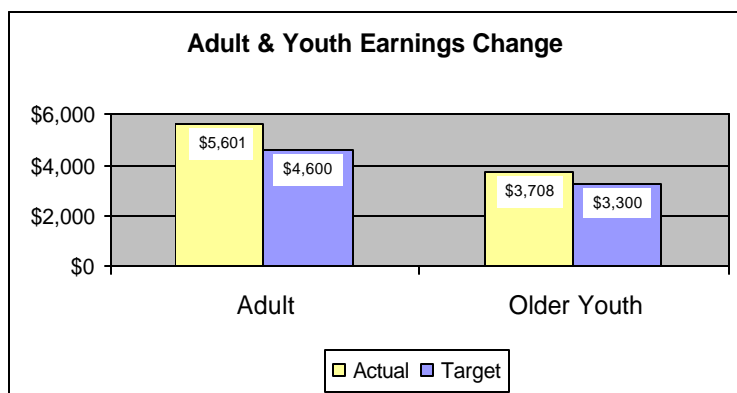 Adult & Youth Earnings Change
$6,000
$4,000
$2,000
$0
$5,601
$4,600
$3,708
$3,300
Adult
Older Youth
Actual
Target